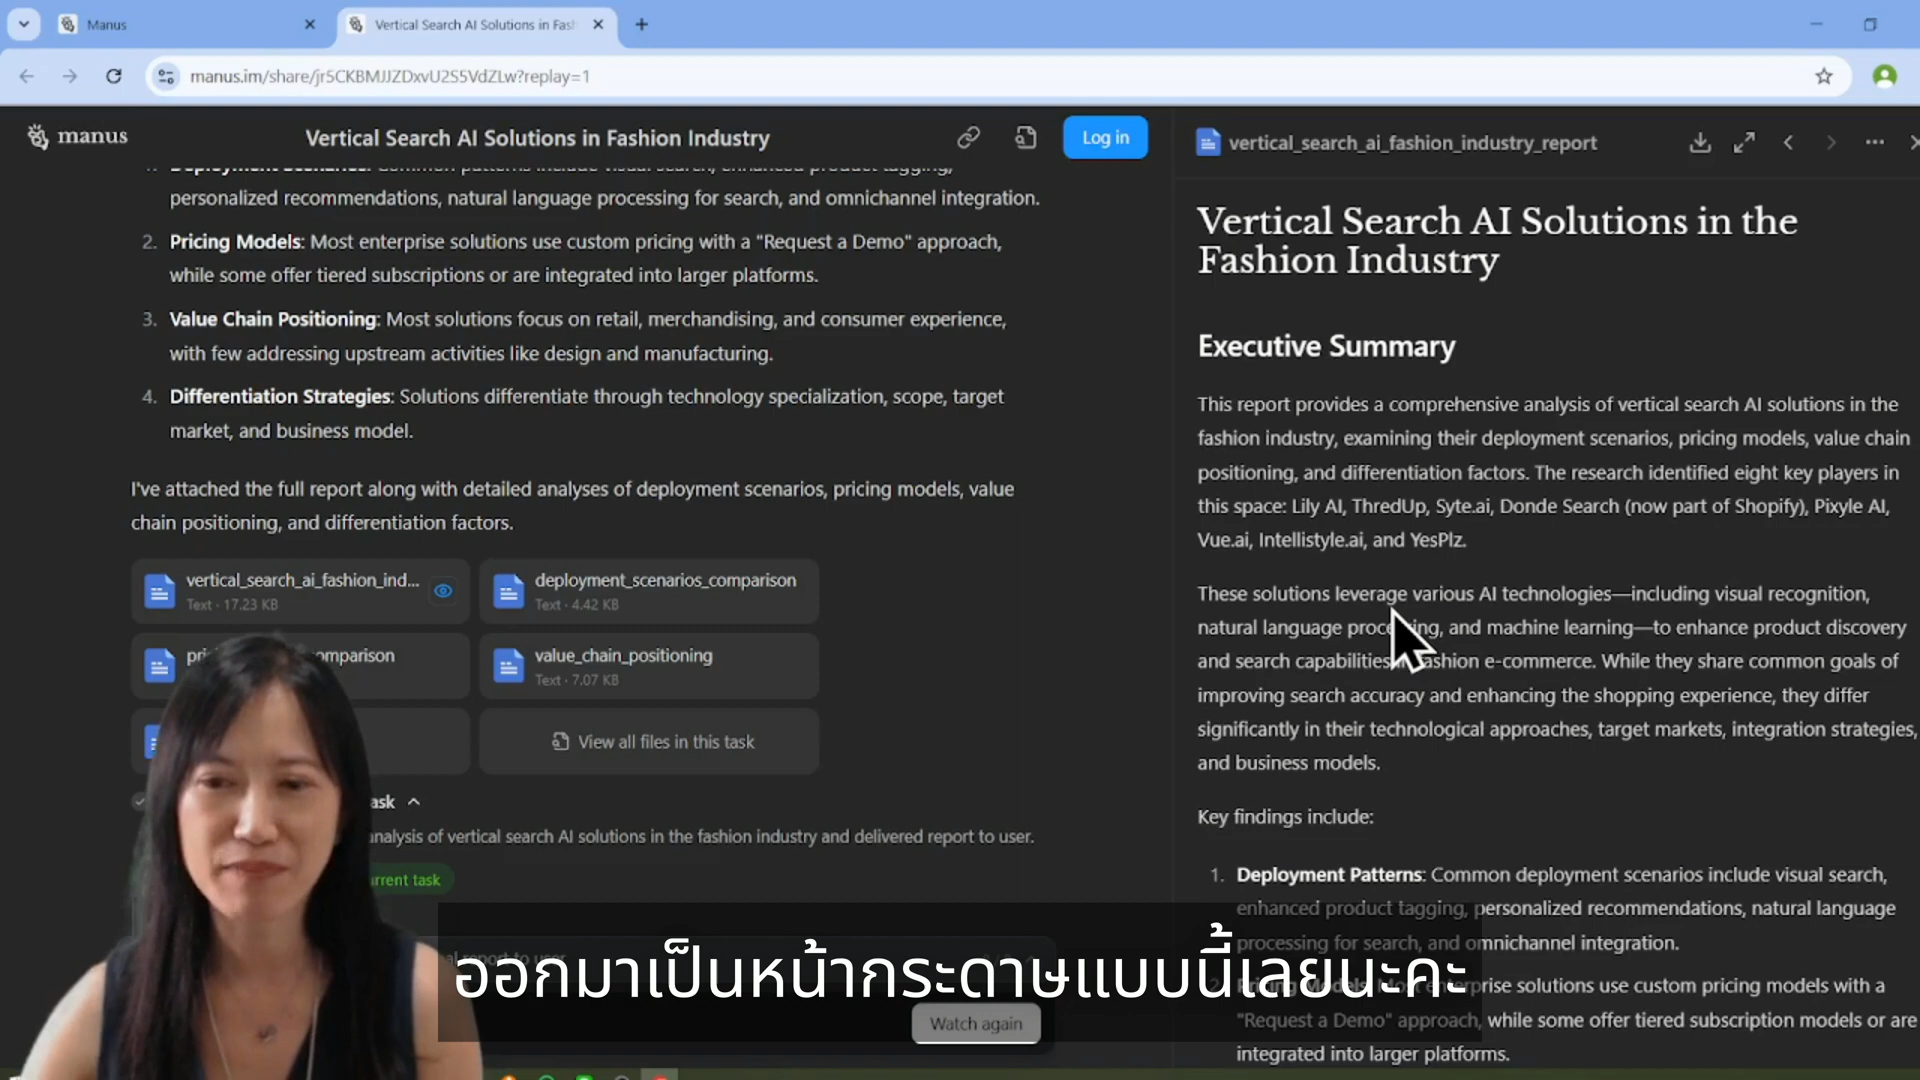 Manus
Vertical Search AI Solutions in Fas
manus.im/share/jr5CKBMJJZDxvU2S5VdZLw?replay=1
manus
Vertical Search AI Solutions in Fashion Industry
Log in
personalized recommendations, natural language processing for search, and omnichannel integration.
2. Pricing Models: Most enterprise solutions use custom pricing with a "Request a Demo" approach,
while some offer tiered subscriptions or are integrated into larger platforms.
3. Value Chain Positioning: Most solutions focus on retail, merchandising, and consumer experience,
with few addressing upstream activities like design and manufacturing.
4. Differentiation Strategies: Solutions differentiate through technology specialization, scope, target
market, and business model.
I've attached the full report along with detailed analyses of deployment scenarios, pricing models, value
chain positioning, and differentiation factors.
vertical_search_ai_fashion_ind...
Text · 17.23 KB
deployment_scenarios_comparison
Text · 4.42 KB
pri
omparison
value_chain_positioning
Text · 7.07 KB
View all files in this task
ask
nalysis of vertical search AI solutions in the fashion industry and delivered report to user.
rrent task
Watch again
vertical_search_ai_fashion_industry_report
Vertical Search AI Solutions in the
Fashion Industry
Executive Summary
This report provides a comprehensive analysis of vertical search AI solutions in the
fashion industry, examining their deployment scenarios, pricing models, value chain
positioning, and differentiation factors. The research identified eight key players in
this space: Lily AI, ThredUp, Syte.ai, Donde Search (now part of Shopify), Pixyle AI,
Vue.ai, Intellistyle.ai, and YesPlz.
These solutions leverage various AI technologies—including visual recognition,
natural language processing, and machine learning—to enhance product discovery
and search capabilities fashion e-commerce. While they share common goals of
improving search accuracy and enhancing the shopping experience, they differ
significantly in their technological approaches, target markets, integration strategies,
and business models.
Key findings include:
1. Deployment Patterns: Common deployment scenarios include visual search,
enhanced product tagging, personalized recommendations, natural language
processing for search, and omnichannel integration.
rise solutions use custom pricing with a
"Request a Demo" approach, while some offer tiered subscription models or are
integrated into larger platforms.
ออกมาเป็นหน้ากระดาษแบบนี้เลยนะคะ